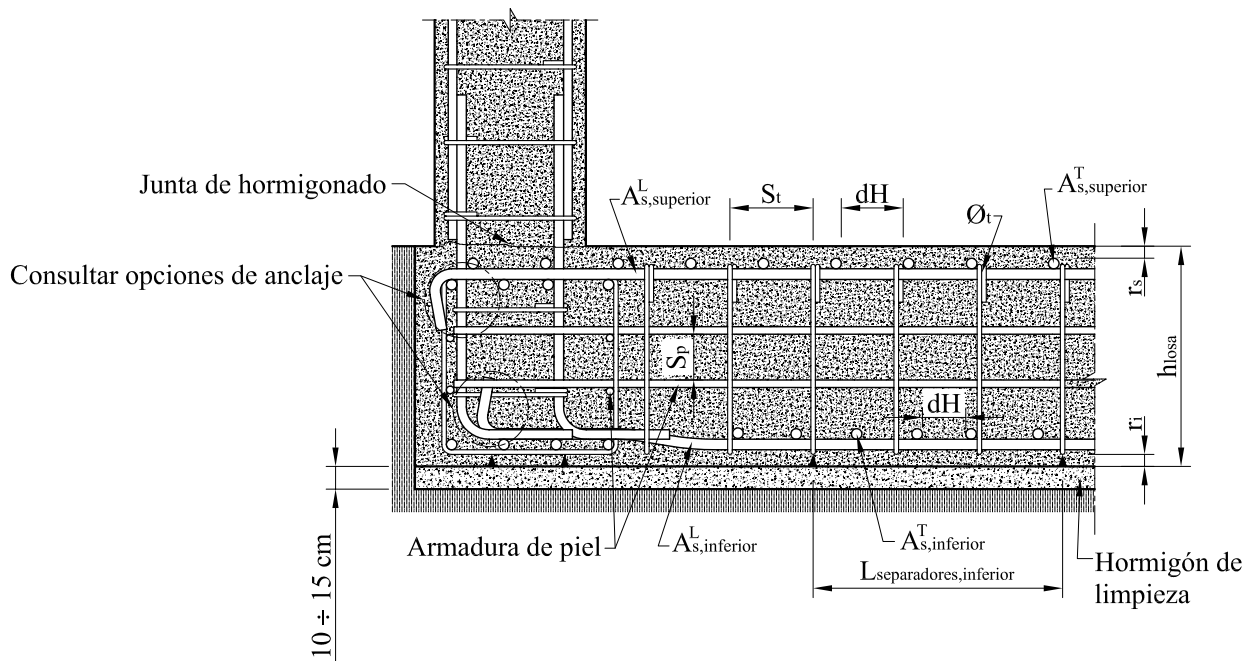 Junta de hormigonado
Consultar opciones de anclaje
A^L_s,superior
S_t
dH
Ø_t
A^T_s,superior
r_s
S_p
h_losa
dH
r_i
Armadura de piel
A^L_s,inferior
A^T_s,inferior
L_separadores,inferior
Hormigón de
limpieza
10 ÷ 15 cm